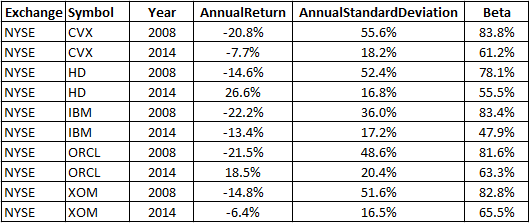 Exchange Symbol Year AnnualReturn AnnualStandardDeviation Beta
NYSE CVX 2008 -20.8% 55.6% 83.8%
NYSE CVX 2014 -7.7% 18.2% 61.2%
NYSE HD 2008 -14.6% 52.4% 78.1%
NYSE HD 2014 26.6% 16.8% 55.5%
NYSE IBM 2008 -22.2% 36.0% 83.4%
NYSE IBM 2014 -13.4% 17.2% 47.9%
NYSE ORCL 2008 -21.5% 48.6% 81.6%
NYSE ORCL 2014 18.5% 20.4% 63.3%
NYSE XOM 2008 -14.8% 51.6% 82.8%
NYSE XOM 2014 -6.4% 16.5% 65.5%